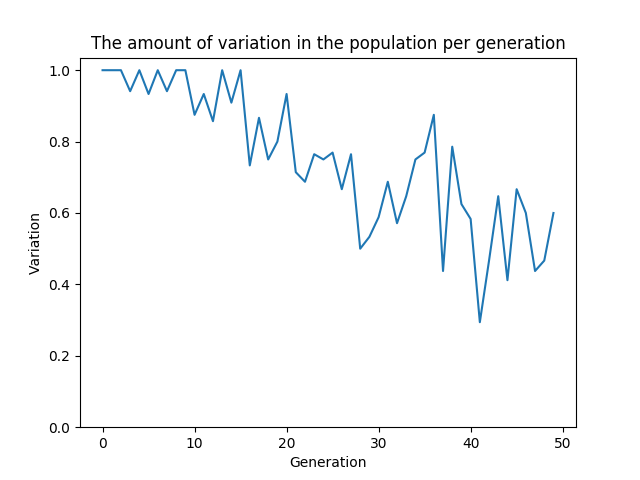 The amount of variation in the population per generation
1.0
0.8
0.6
0.4
0.2
0.0
Variation
0 10 20 30 40 50
Generation